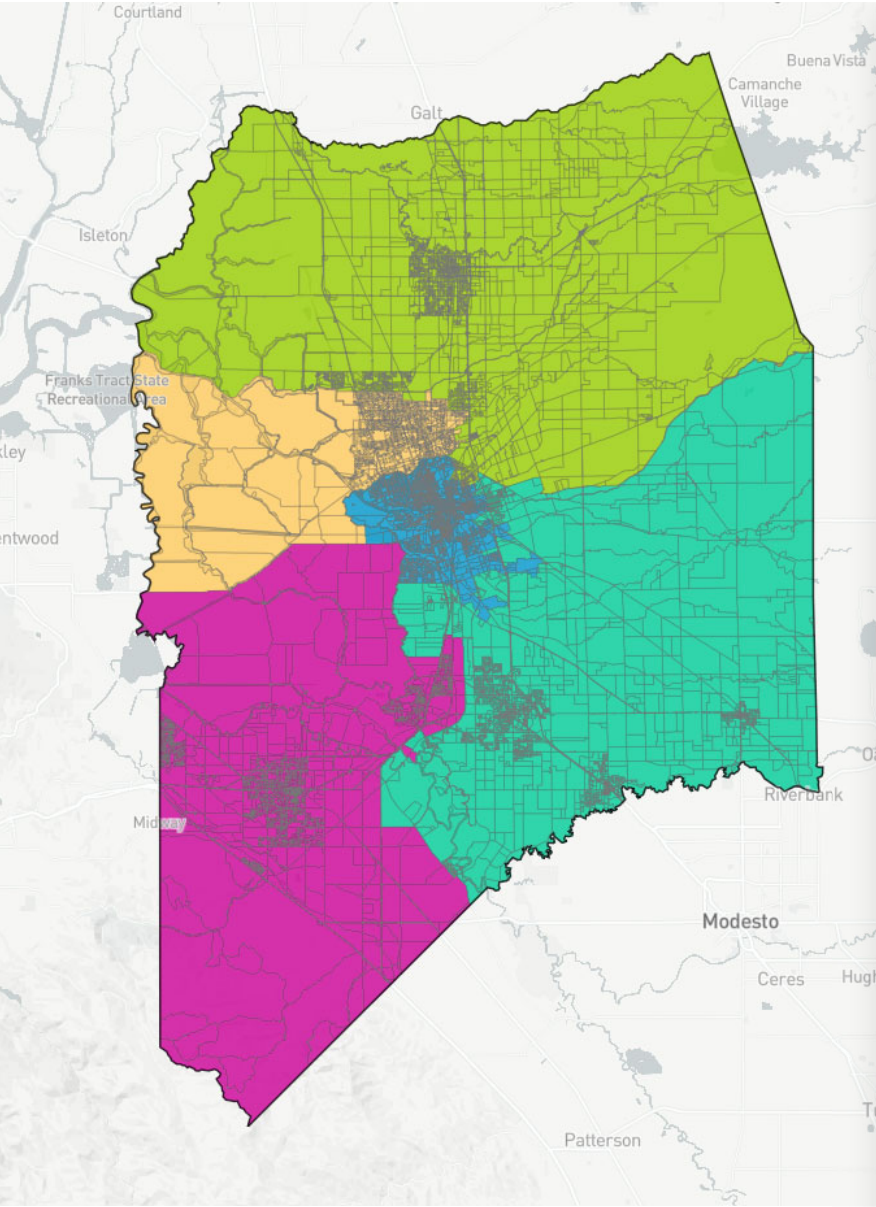 Courtland
Buena Vista
Camanche
Village
Galt
Isleton
Franks Tract State
Recreational Area
kley
entwood
Midway
Riverbank
Modesto
Ceres
Hugh
Patterson